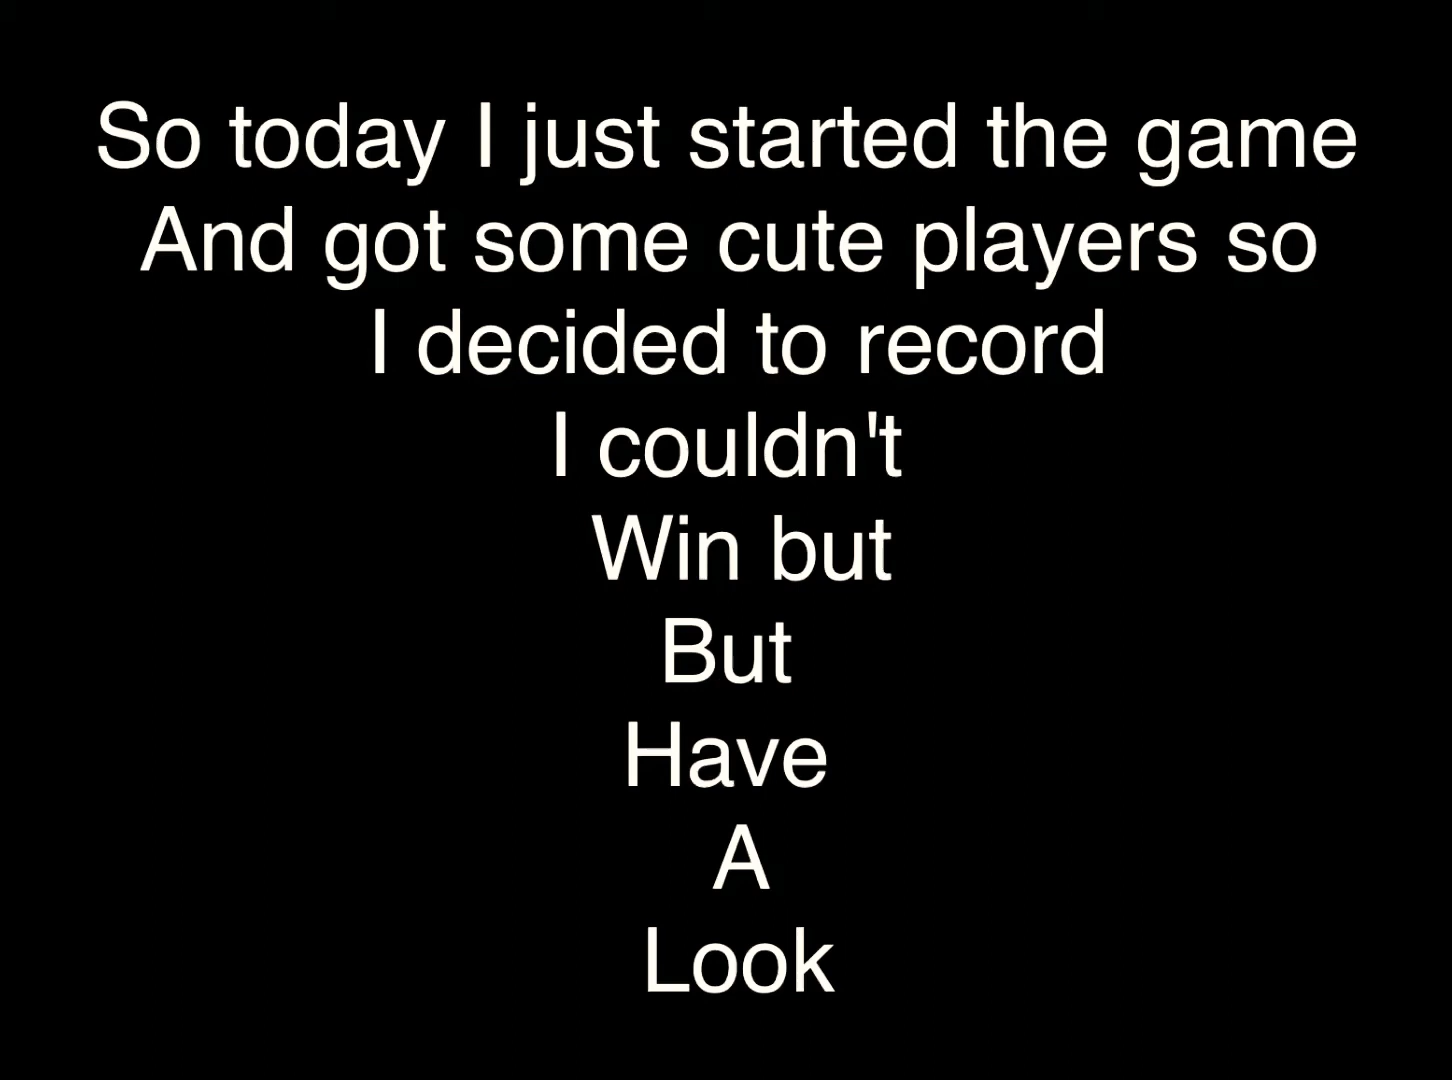 So today I just started the game
And got some cute players so
I decided to record
I couldn't
Win but
But
Have
A
Look